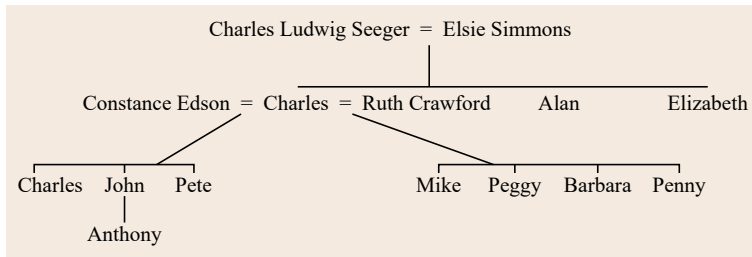 Charles Ludwig Seeger = Elsie Simmons
Constance Edson = Charles = Ruth Crawford Alan Elizabeth
Charles John Pete Mike Peggy Barbara Penny
Anthony